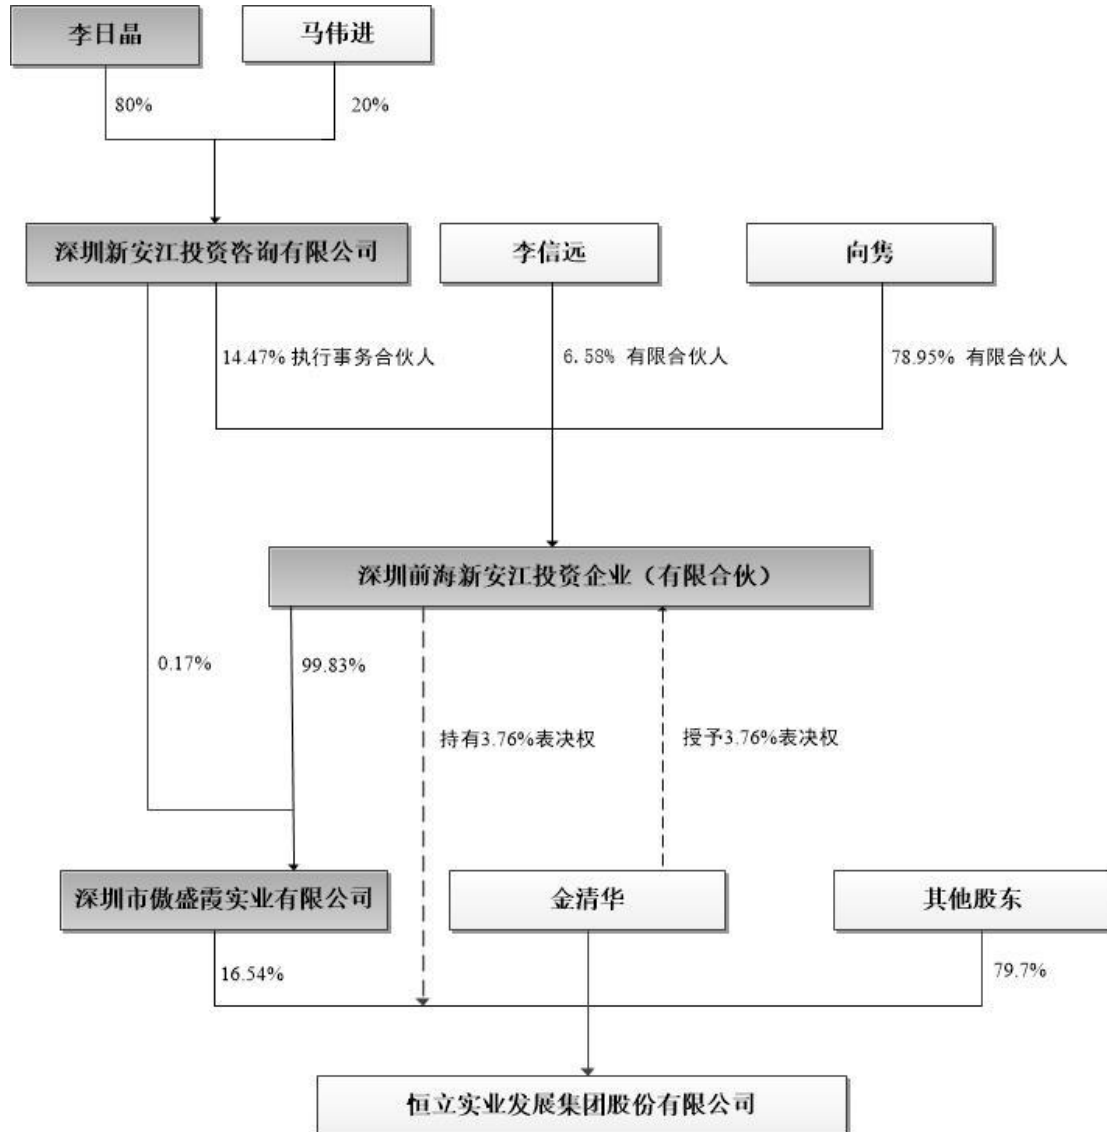 李日晶
马伟进
80%
20%
深圳新安江投资咨询有限公司
李信远
向隽
14.47% 执行事务合伙人
6.58% 有限合伙人
78.95% 有限合伙人
深圳前海新安江投资企业（有限合伙）
0.17%
99.83%
持有3.76%表决权
授予3.76%表决权
深圳市傲盛霞实业有限公司
金清华
其他股东
16.54%
79.7%
恒立实业发展集团股份有限公司